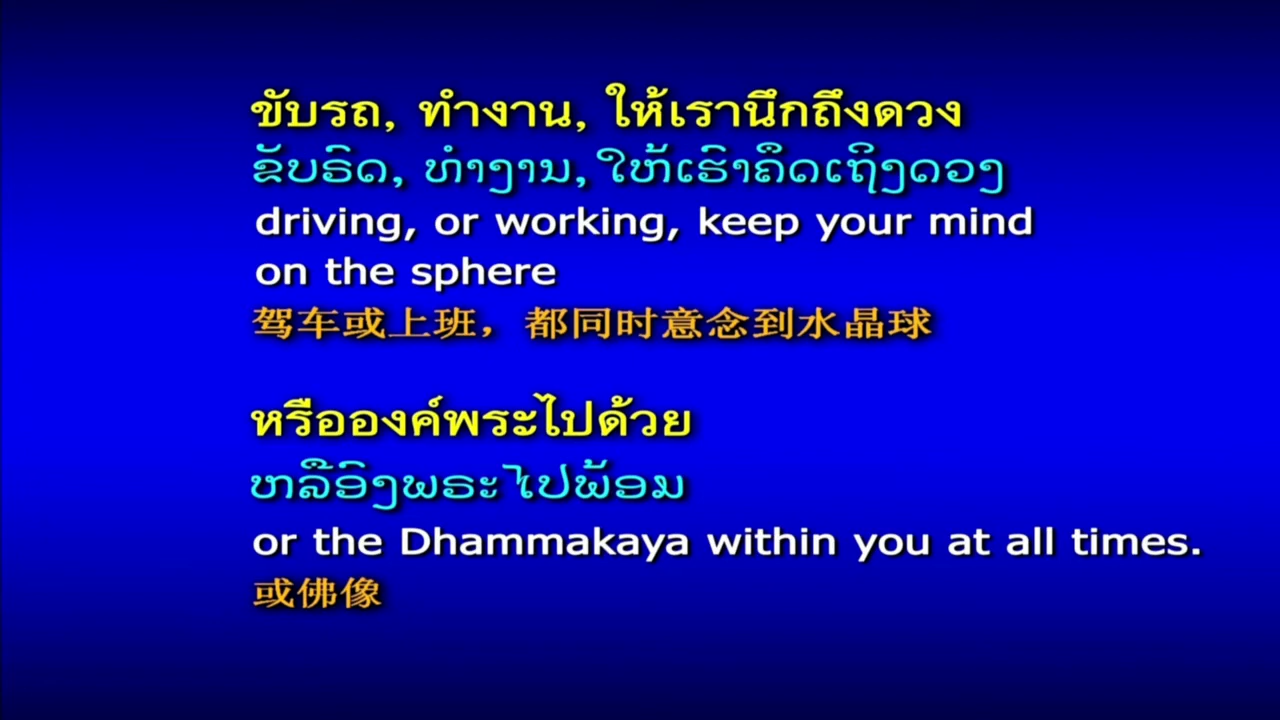 ขับรถ, ทำงาน, ให้เรานึกถึงดวง
ຂັບຣົດ, ທຳງານ, ໃຫ້ເຮົາຄຶດເຖິງດວງ
driving, or working, keep your mind
on the sphere
驾车或上班，都同时意念到水晶球
หรือองค์พระไปด้วย
ຫລືອົງພຣະໄປພ້ອມ
or the Dhammakaya within you at all times.
或佛像